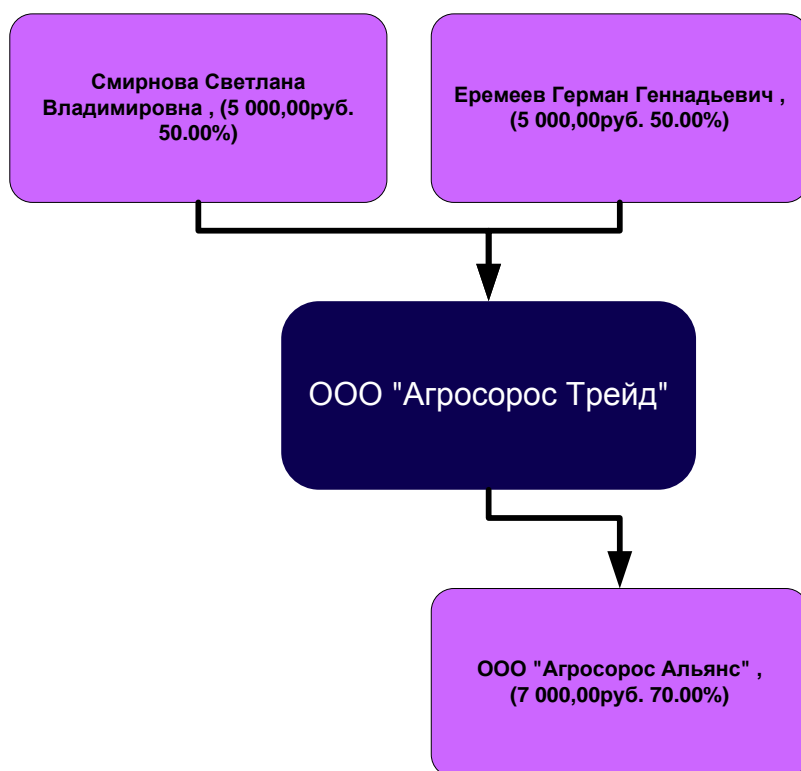 Смирнова Светлана
Владимировна , (5 000,00руб.
50.00%)
Еремеев Герман Геннадьевич ,
(5 000,00руб. 50.00%)
ООО "Агросорос Трейд"
ООО "Агросорос Альянс" ,
(7 000,00руб. 70.00%)